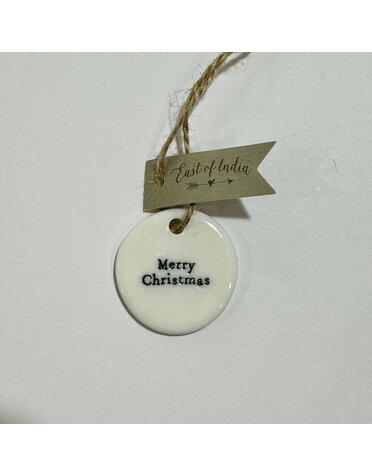 East of India
Merry
Christmas